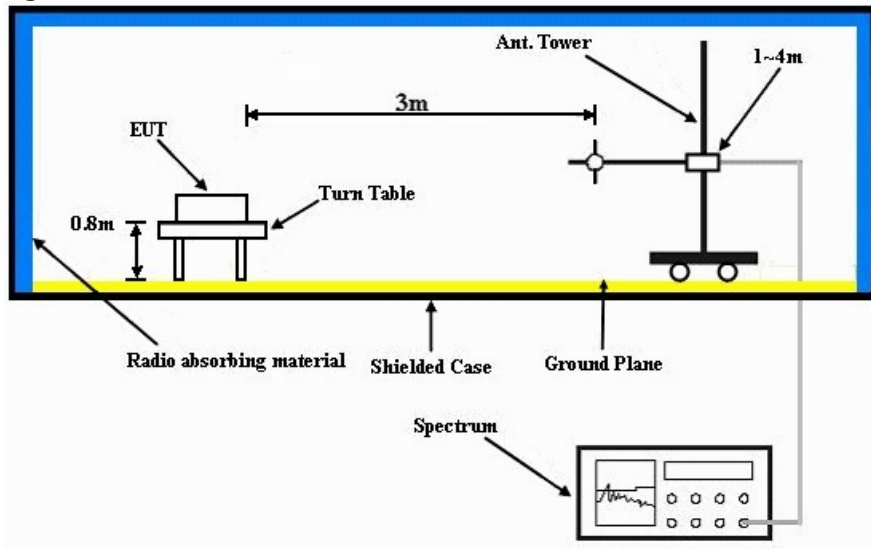 Ant. Tower
1~4m
3m
EUT
Turn Table
0.8m
Radio absorbing material
Shielded Case
Ground Plane
Spectrum